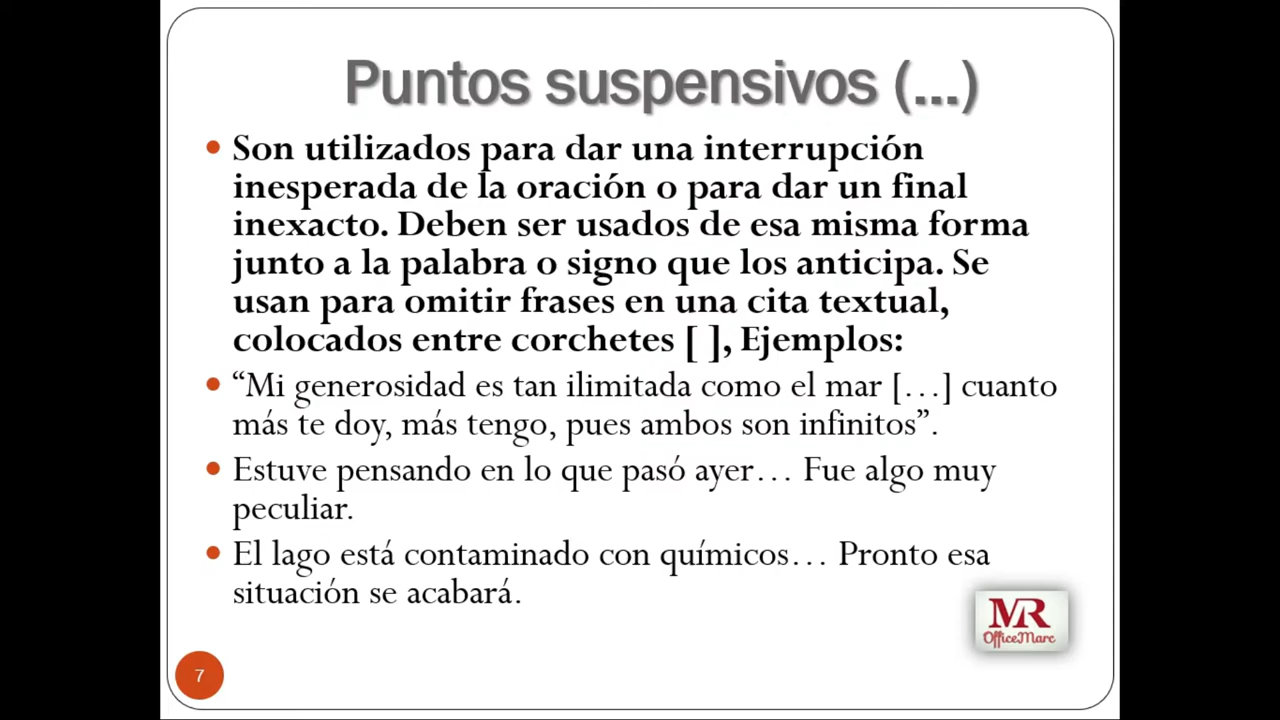 Puntos suspensivos (...)
• Son utilizados para dar una interrupción
inesperada de la oración o para dar un final
inexacto. Deben ser usados de esa misma forma
junto a la palabra o signo que los anticipa. Se
usan para omitir frases en una cita textual,
colocados entre corchetes [ ], Ejemplos:
• “Mi generosidad es tan ilimitada como el mar […] cuanto
más te doy, más tengo, pues ambos son infinitos”.
• Estuve pensando en lo que pasó ayer… Fue algo muy
peculiar.
• El lago está contaminado con químicos… Pronto esa
situación se acabará.
MR
OfficeMarc
7